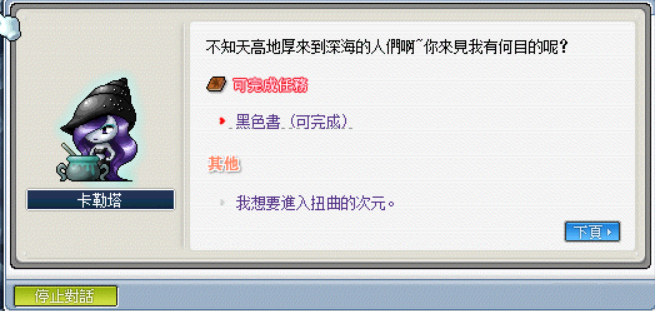 不知天高地厚來到深海的人們啊~你來見我有何目的呢?
可完成任務
黑色書 (可完成)
其他
我想要進入扭曲的次元。
卡勒塔
下頁
停止對話